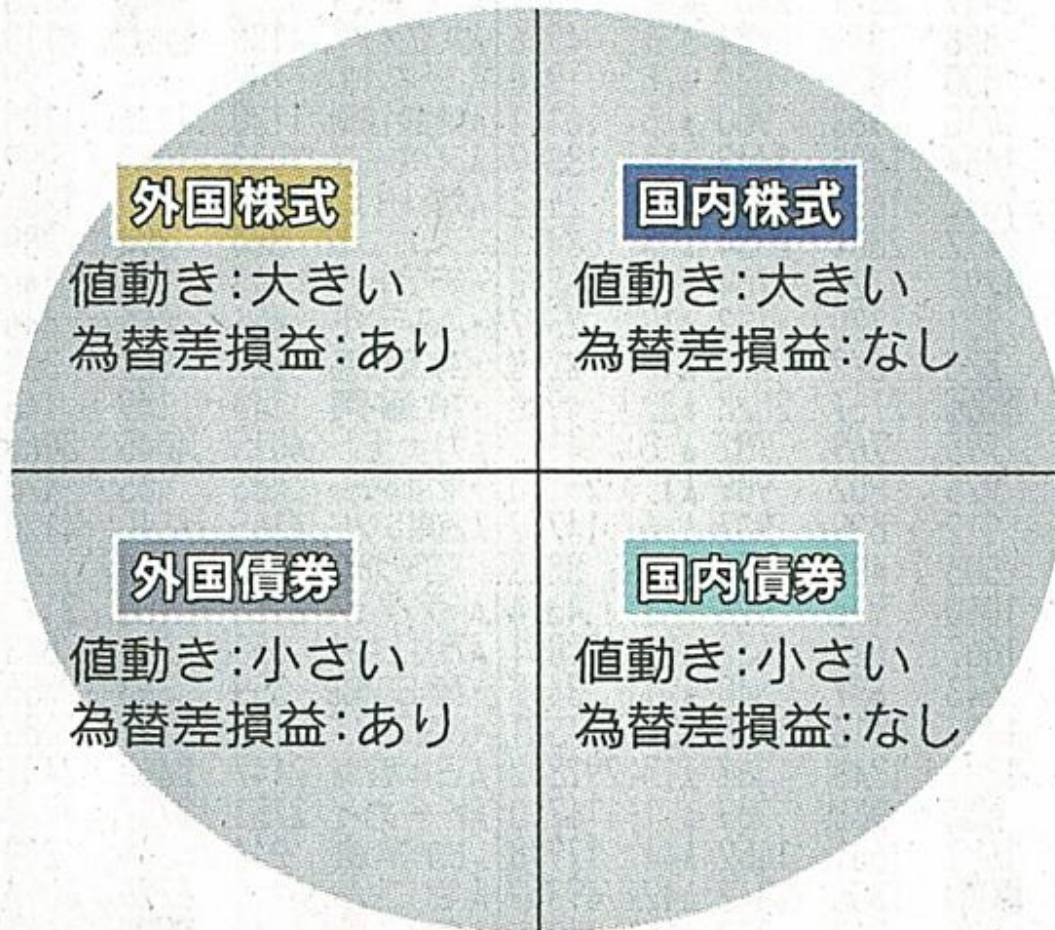 外国株式
値動き:大きい
為替差損益:あり
国内株式
値動き:大きい
為替差損益:なし
外国債券
値動き:小さい
為替差損益:あり
国内債券
値動き:小さい
為替差損益:なし